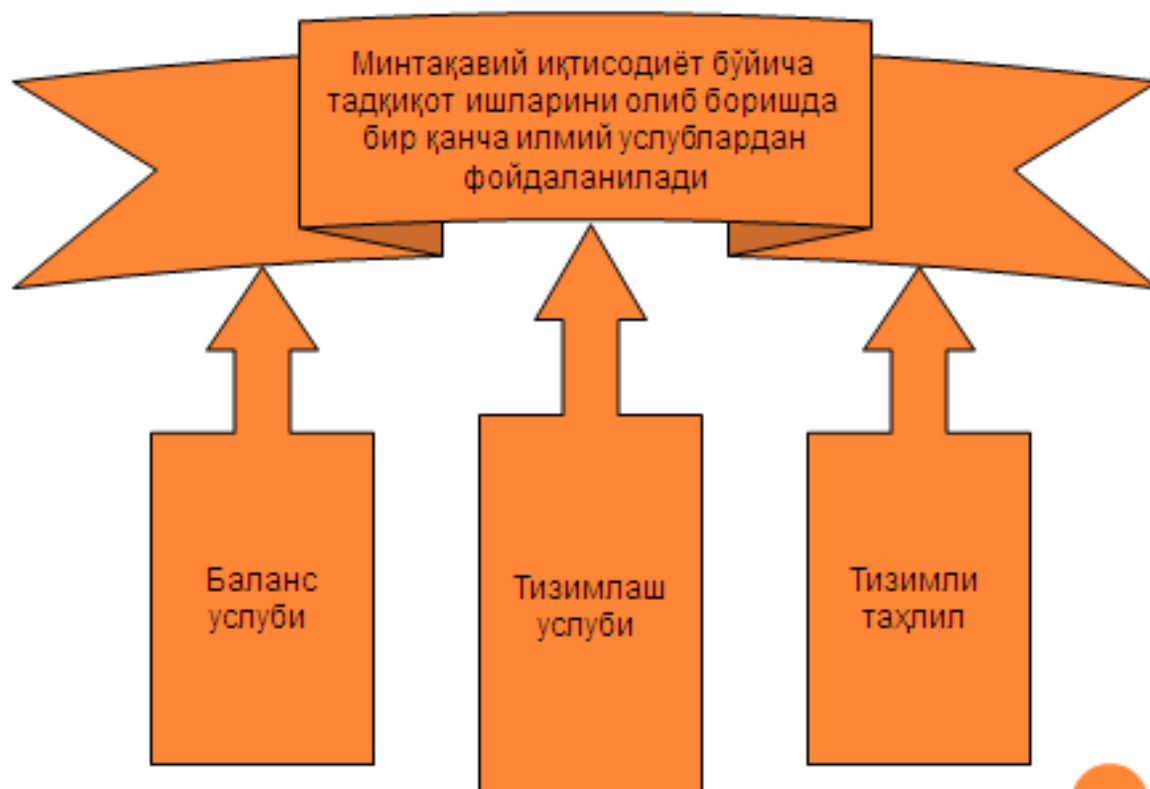 Минтақавий иқтисодиёт бўйича
тадқиқот ишларини олиб боришда
бир қанча илмий услублардан
фойдаланилади
Баланс
услуби
Тизимлаш
услуби
Тизимли
таҳлил